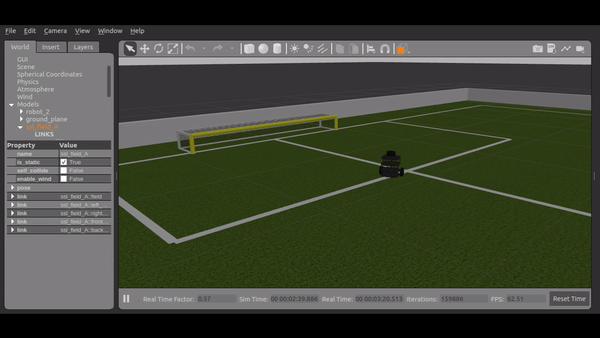 File Edit Camera View Window Help
World Insert Layers
GUI
Scene
Spherical Coordinates
Physics
Atmosphere
Wind
Models
robot_2
ground_plane
ssl_field_A
LINKS
Property Value
name ssl_field_A
is_static True
self_collide False
enable_wind False
pose
link ssl_field_A::field
link ssl_field_A::left_...
link ssl_field_A::right...
link ssl_field_A::front...
link ssl_field_A::back...
Real Time Factor: 0.57 Sim Time: 00 00:02:39.886 Real Time: 00 00:03:20.513 Iterations: 159886 FPS: 62.51 Reset Time